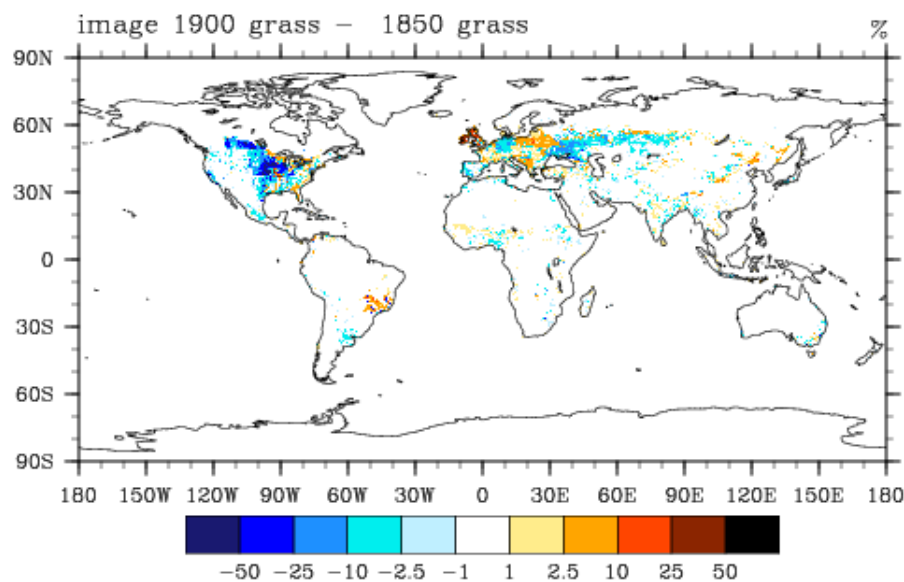 image 1900 grass − 1850 grass %
90N
60N
30N
0
30S
60S
90S
180 150W 120W 90W 60W 30W 0 30E 60E 90E 120E 150E 180
−50 −25 −10 −2.5 −1 1 2.5 10 25 50